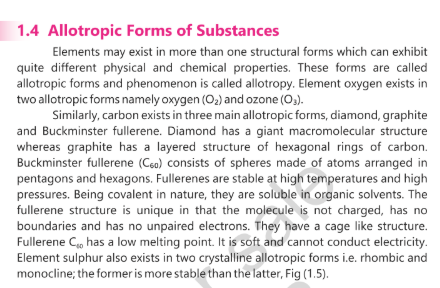 1.4 Allotropic Forms of Substances
Elements may exist in more than one structural forms which can exhibit
quite different physical and chemical properties. These forms are called
allotropic forms and phenomenon is called allotropy. Element oxygen exists in
two allotropic forms namely oxygen (O₂) and ozone (O₃).
Similarly, carbon exists in three main allotropic forms, diamond, graphite
and Buckminster fullerene. Diamond has a giant macromolecular structure
whereas graphite has a layered structure of hexagonal rings of carbon.
Buckminster fullerene (C₆₀) consists of spheres made of atoms arranged in
pentagons and hexagons. Fullerenes are stable at high temperatures and high
pressures. Being covalent in nature, they are soluble in organic solvents. The
fullerene structure is unique in that the molecule is not charged, has no
boundaries and has no unpaired electrons. They have a cage like structure.
Fullerene C₆₀ has a low melting point. It is soft and cannot conduct electricity.
Element sulphur also exists in two crystalline allotropic forms i.e. rhombic and
monocline; the former is more stable than the latter, Fig (1.5).